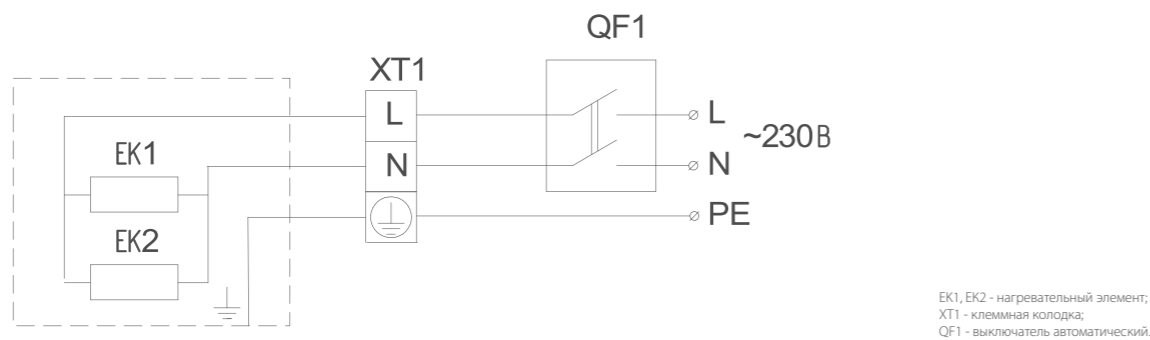 QF1
XT1
L
L
~230В
EK1
N
N
PE
EK2
EK1, EK2 - нагревательный элемент;
XT1 - клеммная колодка;
QF1 - выключатель автоматический.